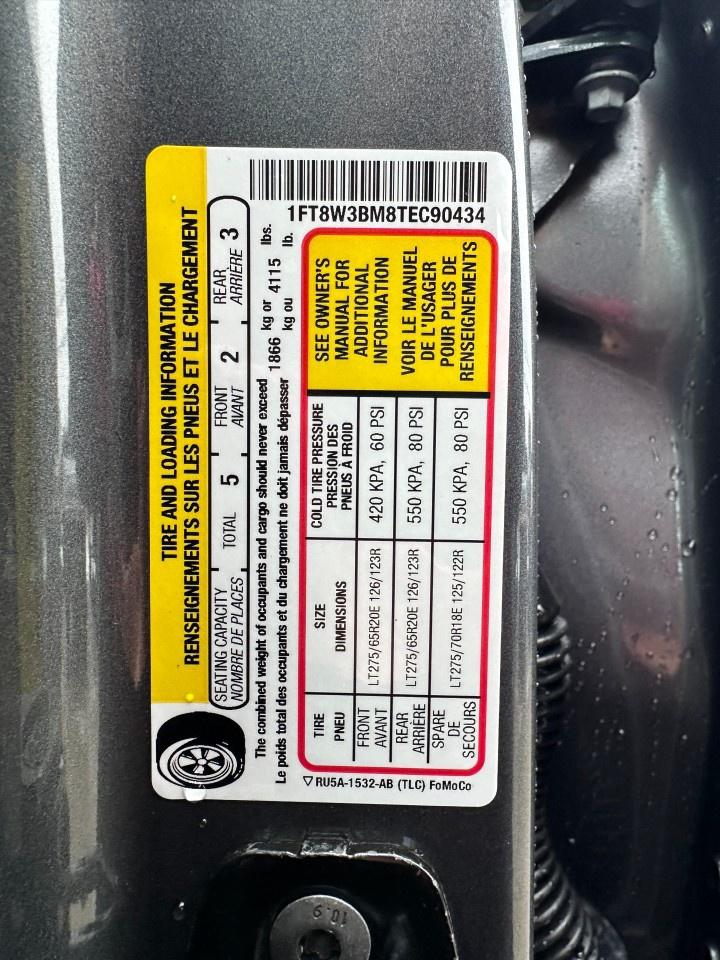 TIRE AND LOADING INFORMATION
RENSEIGNEMENTS SUR LES PNEUS ET LE CHARGEMENT
SEATING CAPACITY TOTAL 5 FRONT 2 REAR 3
NOMBRE DE PLACES AVANT ARRIÈRE
The combined weight of occupants and cargo should never exceed 1866 kg or 4115 lbs.
Le poids total des occupants et du chargement ne doit jamais dépasser kg ou lb.
1FT8W3BM8TEC90434
TIRE SIZE COLD TIRE PRESSURE
PNEU DIMENSIONS PRESSION DES
PNEUS À FROID
FRONT
AVANT LT275/65R20E 126/123R 420 KPA, 60 PSI
REAR
ARRIÈRE LT275/65R20E 126/123R 550 KPA, 80 PSI
SPARE
DE
SECOURS LT275/70R18E 125/122R 550 KPA, 80 PSI
SEE OWNER'S
MANUAL FOR
ADDITIONAL
INFORMATION
VOIR LE MANUEL
DE L'USAGER
POUR PLUS DE
RENSEIGNEMENTS
RU5A-1532-AB (TLC) FoMoCo
10.9